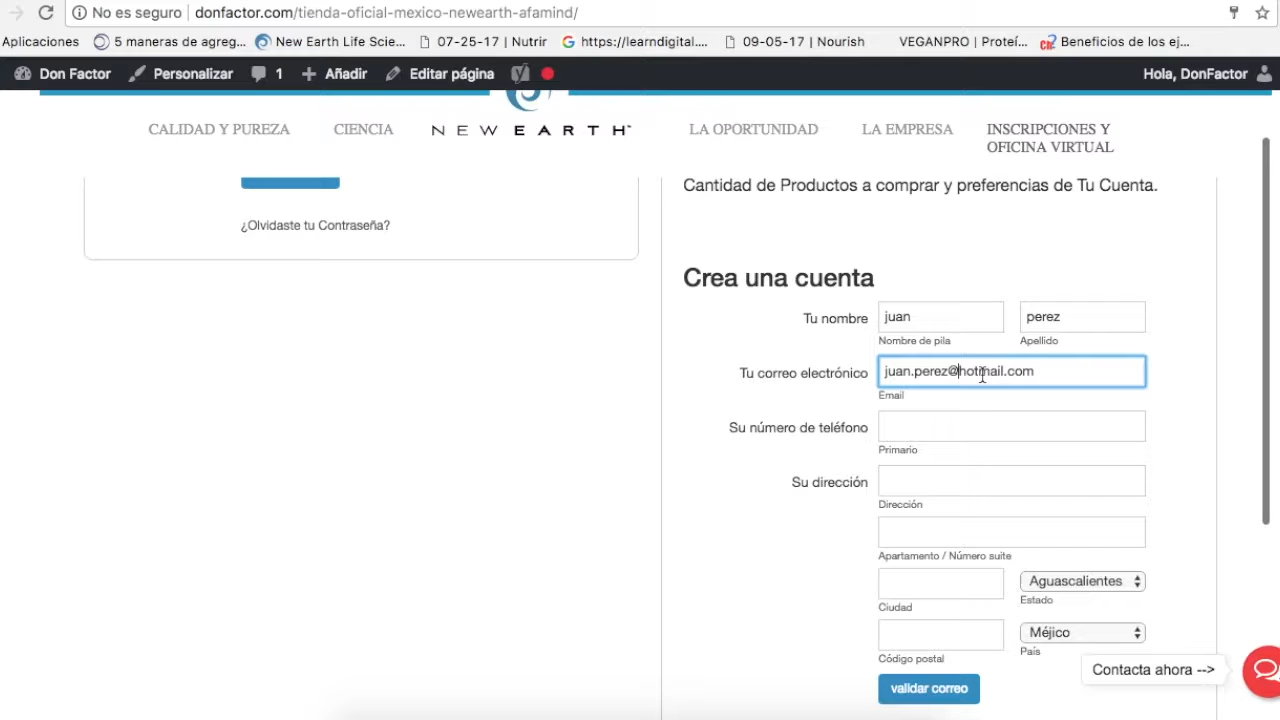 No es seguro donfactor.com/tienda-oficial-mexico-newearth-afamind/
Aplicaciones 5 maneras de agreg... New Earth Life Scie... 07-25-17 | Nutrir https://learndigital.... 09-05-17 | Nourish VEGANPRO | Proteí... Beneficios de los ej...
Don Factor Personalizar 1 Añadir Editar página Hola, DonFactor
CALIDAD Y PUREZA CIENCIA NEWEARTH™ LA OPORTUNIDAD LA EMPRESA INSCRIPCIONES Y
OFICINA VIRTUAL
¿Olvidaste tu Contraseña?
Cantidad de Productos a comprar y preferencias de Tu Cuenta.
Crea una cuenta
Tu nombre juan perez
Nombre de pila Apellido
Tu correo electrónico juan.perez@hotmail.com
Email
Su número de teléfono
Primario
Su dirección
Dirección
Apartamento / Número suite
Aguascalientes
Ciudad Estado
Méjico
Código postal País
Contacta ahora -->
validar correo